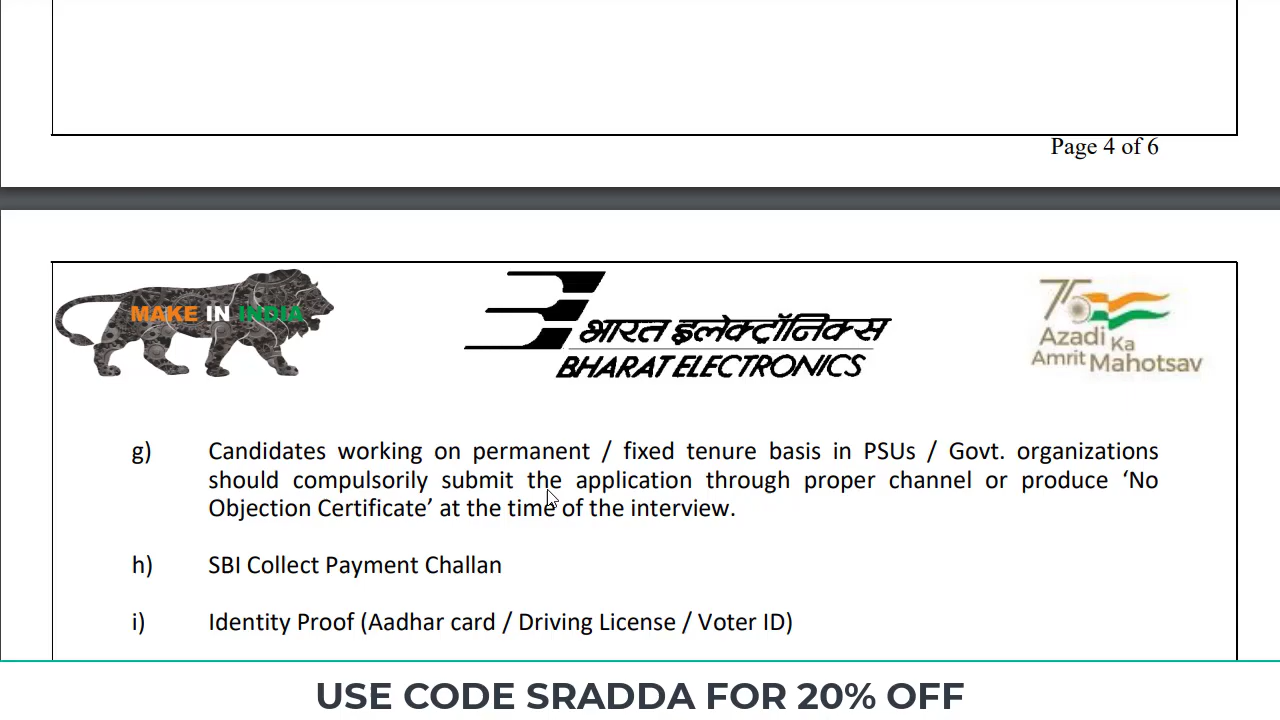 Page 4 of 6
MAKE IN INDIA
भारत इलेक्ट्रॉनिक्स
BHARAT ELECTRONICS
75
Azadi Ka
Amrit Mahotsav
g) Candidates working on permanent / fixed tenure basis in PSUs / Govt. organizations
should compulsorily submit the application through proper channel or produce ‘No
Objection Certificate’ at the time of the interview.
h) SBI Collect Payment Challan
i) Identity Proof (Aadhar card / Driving License / Voter ID)
USE CODE SRADDA FOR 20% OFF